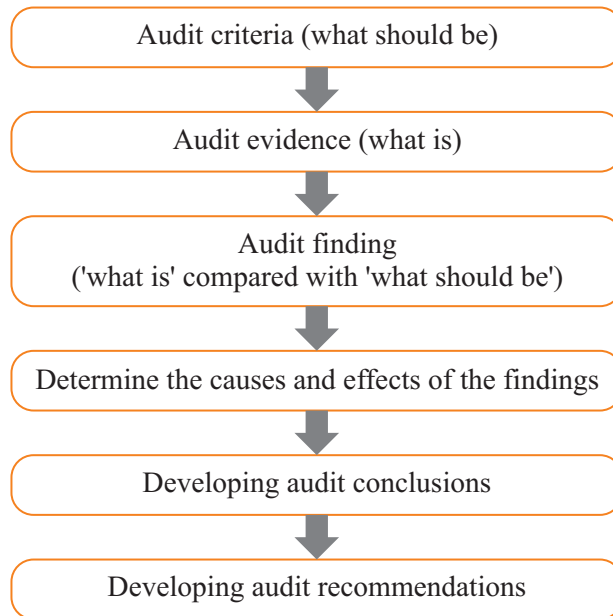 Audit criteria (what should be)
Audit evidence (what is)
Audit finding
('what is' compared with 'what should be')
Determine the causes and effects of the findings
Developing audit conclusions
Developing audit recommendations